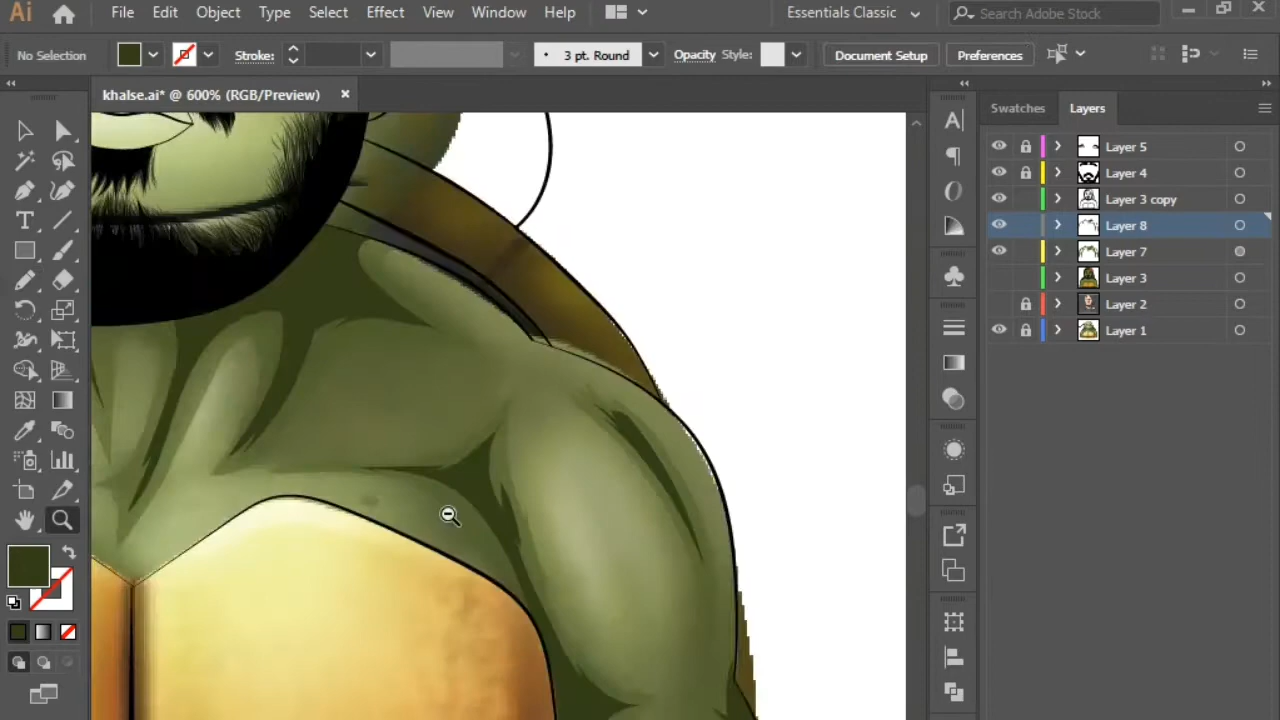 Ai File Edit Object Type Select Effect View Window Help Essentials Classic Search Adobe Stock
No Selection Stroke: 3 pt. Round Opacity Style: Document Setup Preferences
khalse.ai* @ 600% (RGB/Preview)
Swatches Layers
Layer 5
Layer 4
Layer 3 copy
Layer 8
Layer 7
Layer 3
Layer 2
Layer 1